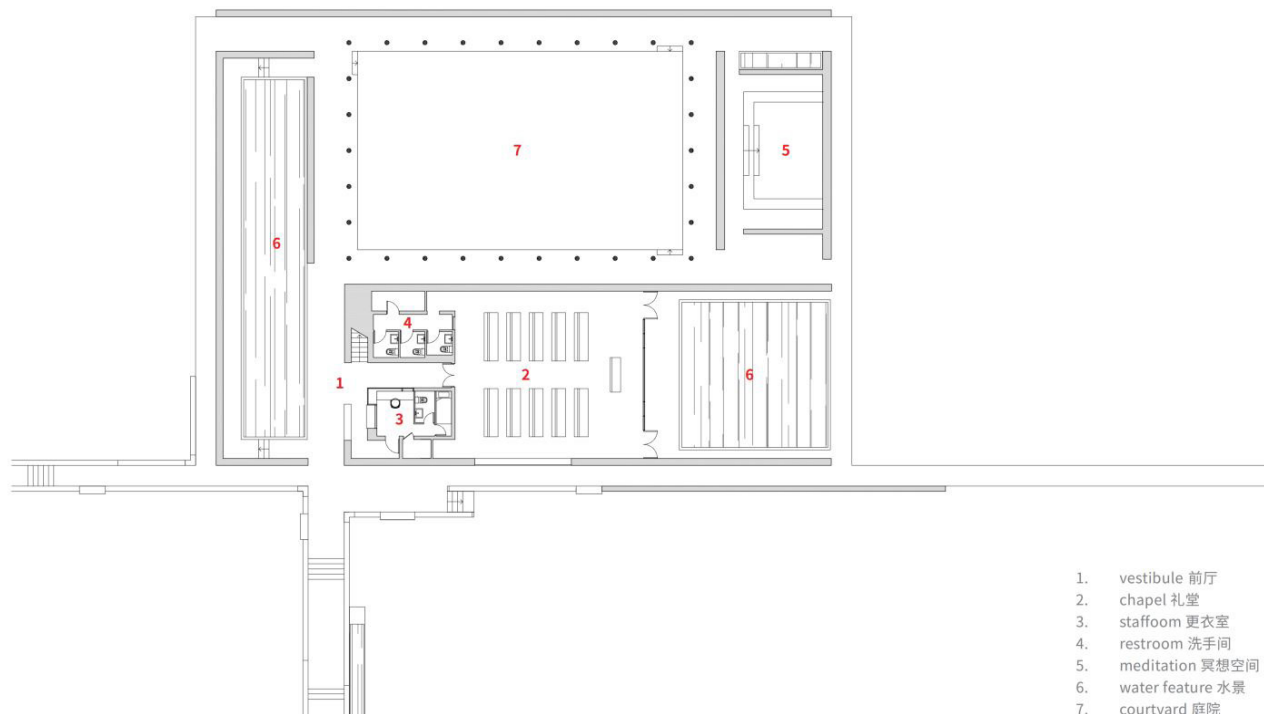 7
5
6
4
1
2
6
3
1. vestibule 前厅
2. chapel 礼堂
3. staffoom 更衣室
4. restroom 洗手间
5. meditation 冥想空间
6. water feature 水景
7. courtyard 庭院